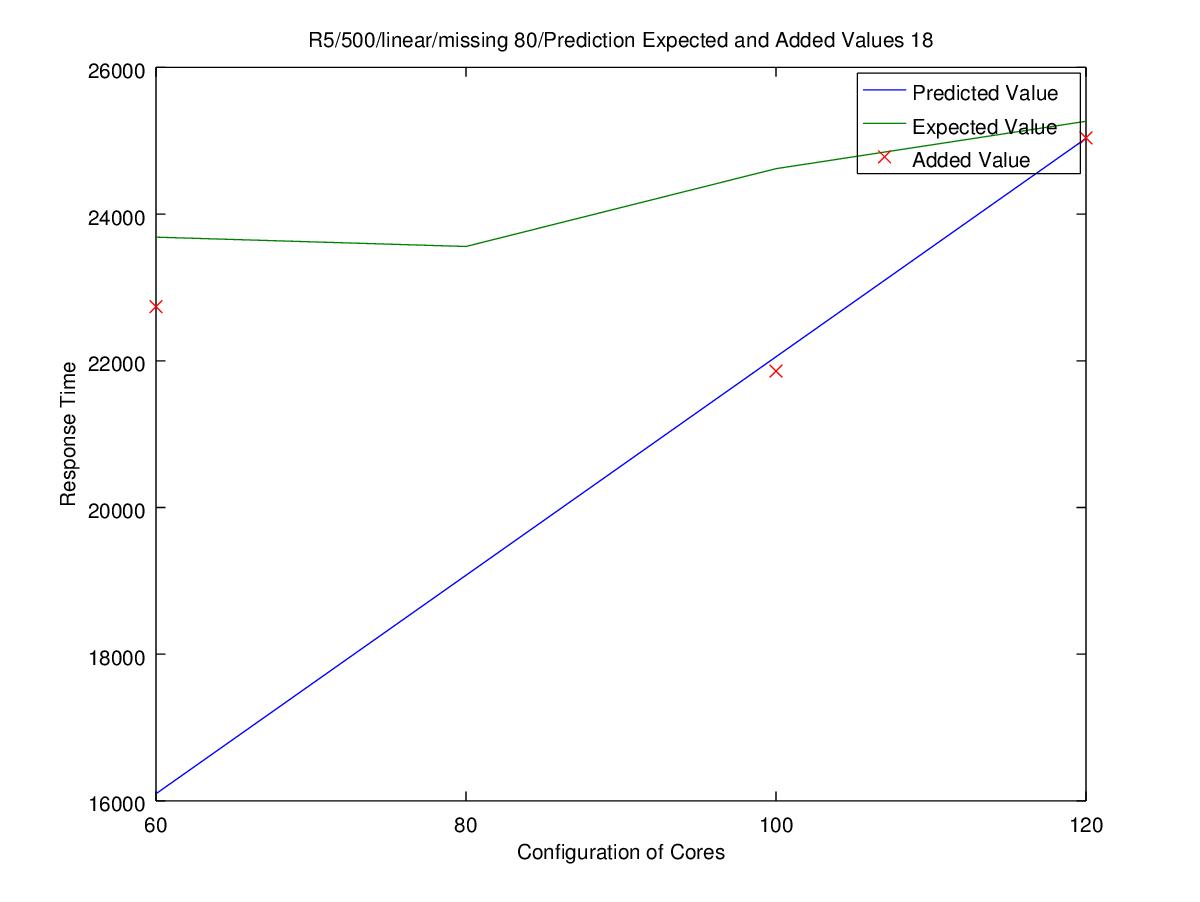 R5/500/linear/missing 80/Prediction Expected and Added Values 18
26000
24000
22000
20000
18000
16000
Response Time
Predicted Value
Expected Value
Added Value
60
80
100
120
Configuration of Cores